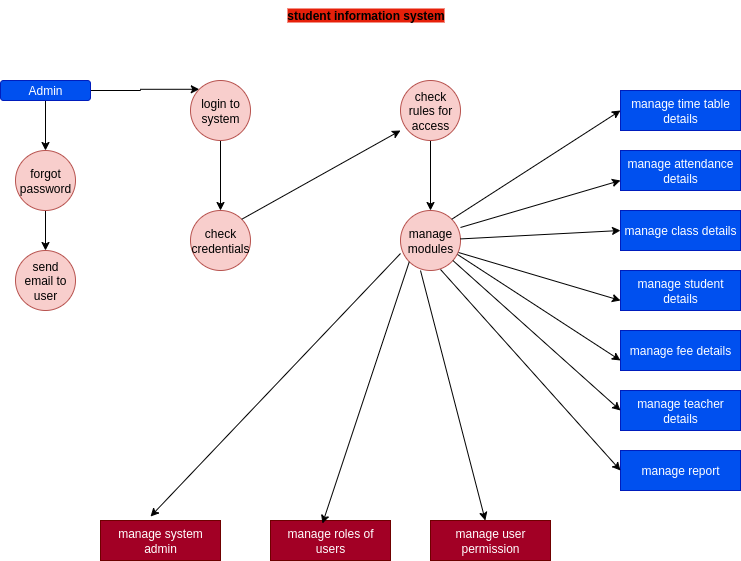 student information system
Admin
login to
system
check
rules for
access
manage time table
details
forgot
password
manage attendance
details
check
credentials
manage
modules
manage class details
send
email to
user
manage student
details
manage fee details
manage teacher
details
manage report
manage system
admin
manage roles of
users
manage user
permission